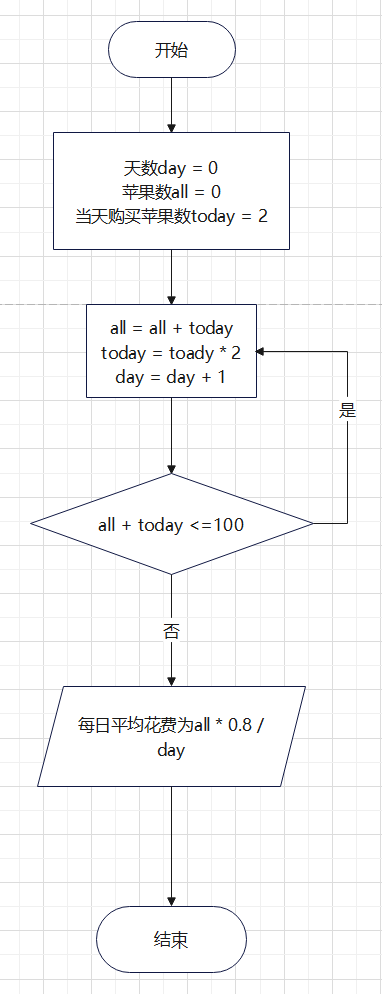 开始
天数day = 0
苹果数all = 0
当天购买苹果数today = 2
all = all + today
today = toady * 2
day = day + 1
是
all + today <=100
否
每日平均花费为all * 0.8 /
day
结束